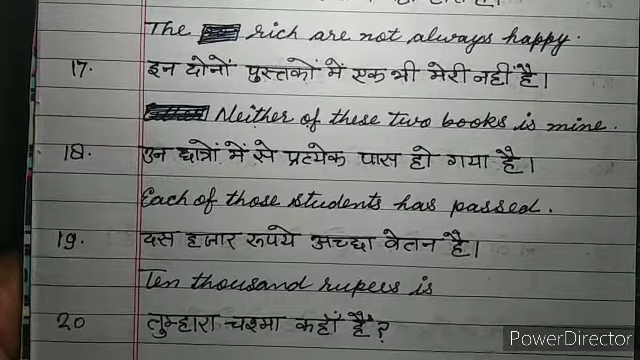 The rich are not always happy.
17. इन दोनों पुस्तकों में एक भी मेरी नहीं है।
Neither of these two books is mine.
18. उन छात्रों में से प्रत्येक पास हो गया है।
Each of those students has passed.
19. दस हजार रूपये अच्छा वेतन है।
Ten thousand rupees is
20 तुम्हारा चश्मा कहाँ है?
PowerDirector